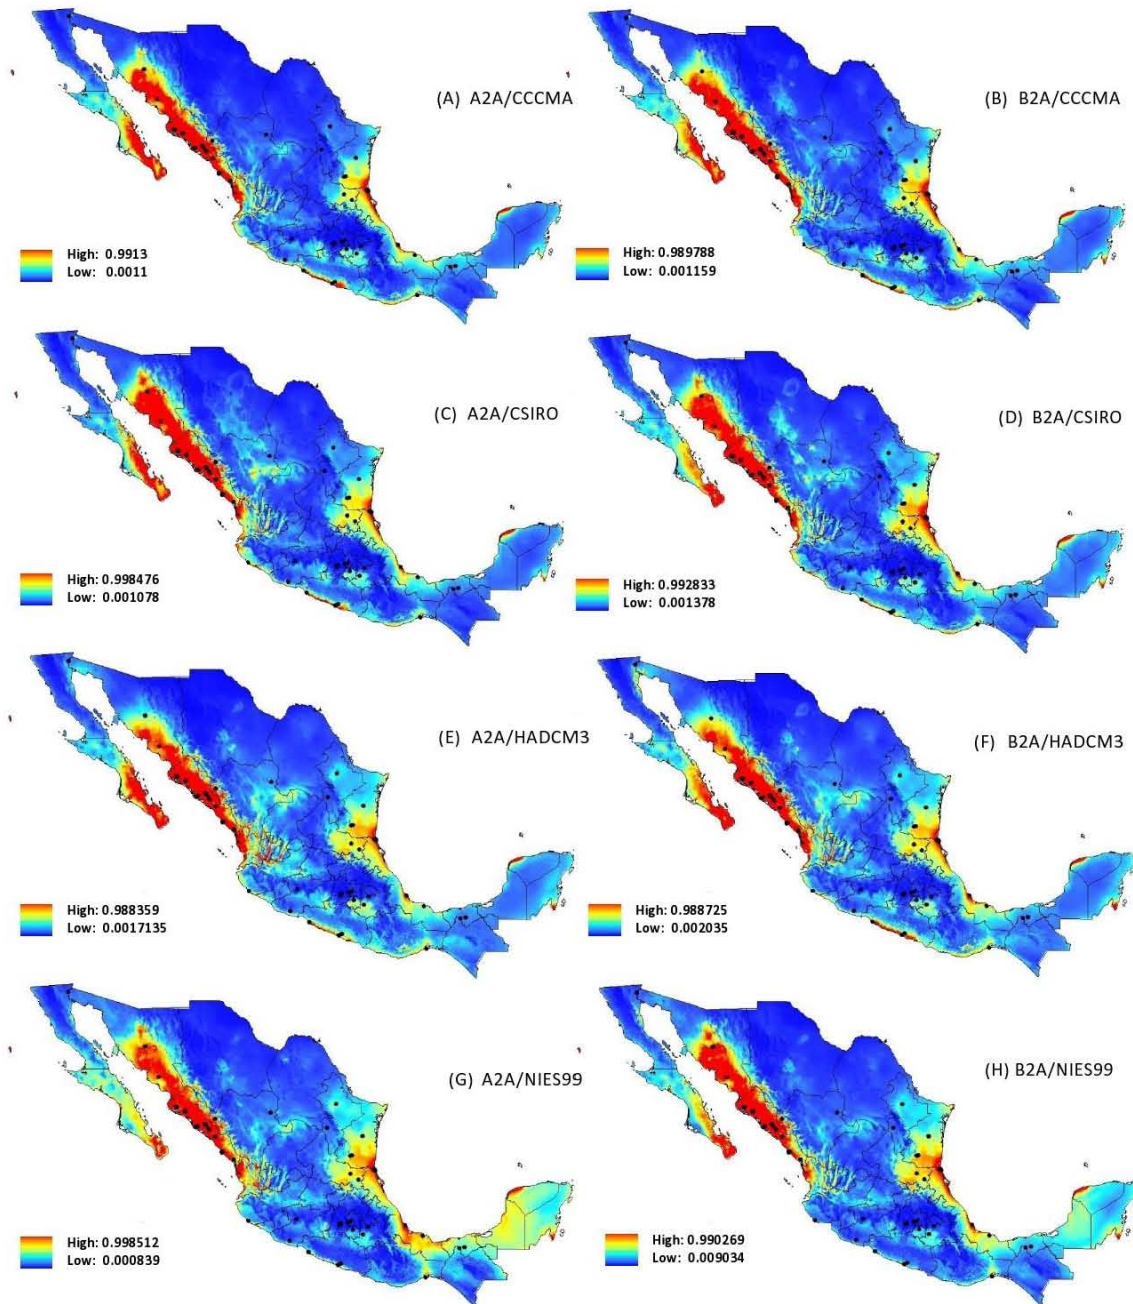 (A) A2A/CCCMA
High: 0.9913
Low: 0.0011
(B) B2A/CCCMA
High: 0.989788
Low: 0.001159
(C) A2A/CSIRO
High: 0.998476
Low: 0.001078
(D) B2A/CSIRO
High: 0.992833
Low: 0.001378
(E) A2A/HADCM3
High: 0.988359
Low: 0.0017135
(F) B2A/HADCM3
High: 0.988725
Low: 0.002035
(G) A2A/NIES99
High: 0.998512
Low: 0.000839
(H) B2A/NIES99
High: 0.990269
Low: 0.009034